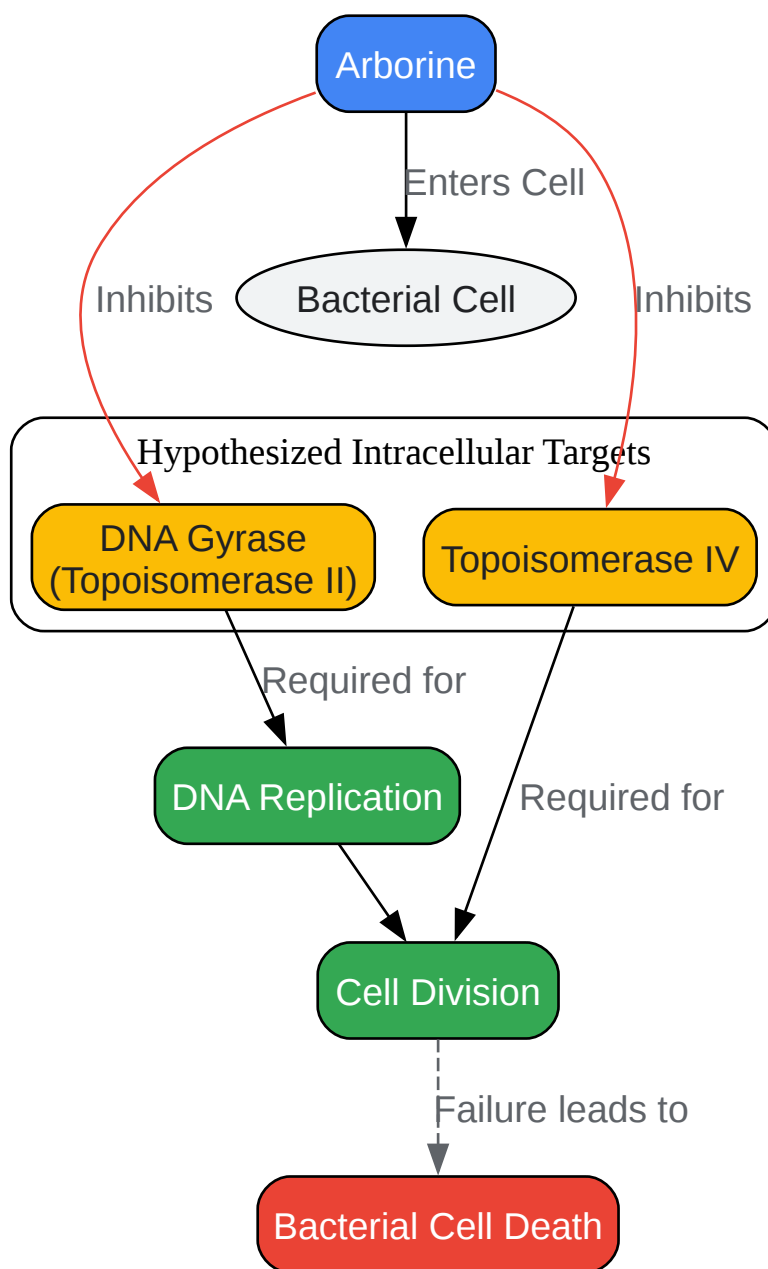 Arborine
Enters Cell
Inhibits
Bacterial Cell
Inhibits
Hypothesized Intracellular Targets
DNA Gyrase
(Topoisomerase II)
Topoisomerase IV
Required for
DNA Replication
Required for
Cell Division
Failure leads to
Bacterial Cell Death